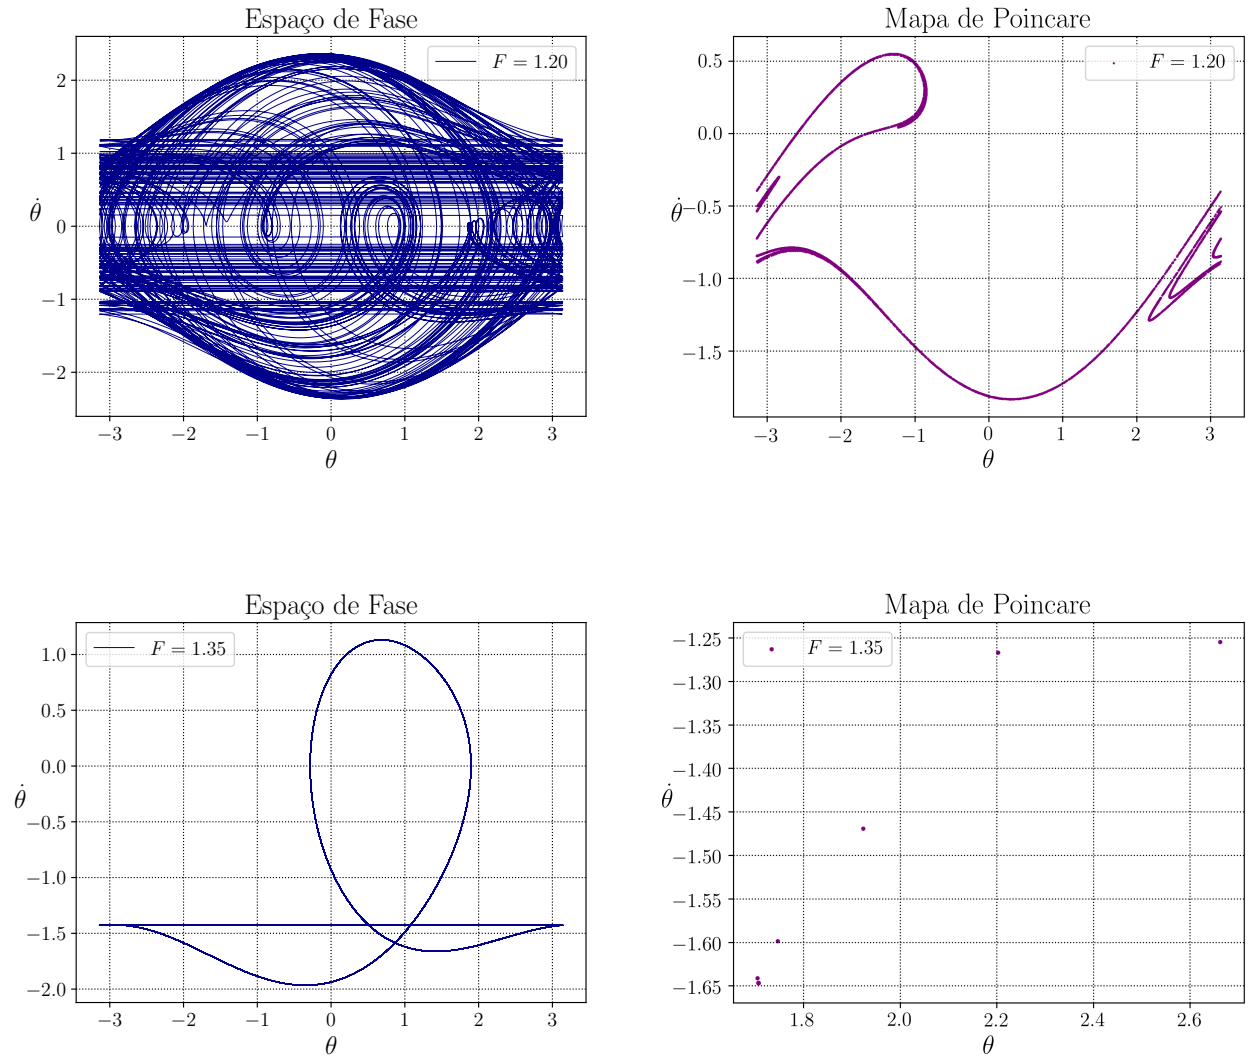 Espaço de Fase
F = 1.20
2
1
0
−1
−2
θ̇
−3 −2 −1 0 1 2 3
θ
Mapa de Poincare
F = 1.20
0.5
0.0
−0.5
−1.0
−1.5
θ̇
−3 −2 −1 0 1 2 3
θ
Espaço de Fase
F = 1.35
1.0
0.5
0.0
−0.5
−1.0
−1.5
−2.0
θ̇
−3 −2 −1 0 1 2 3
θ
Mapa de Poincare
F = 1.35
−1.25
−1.30
−1.35
−1.40
−1.45
−1.50
−1.55
−1.60
−1.65
θ̇
1.8 2.0 2.2 2.4 2.6
θ